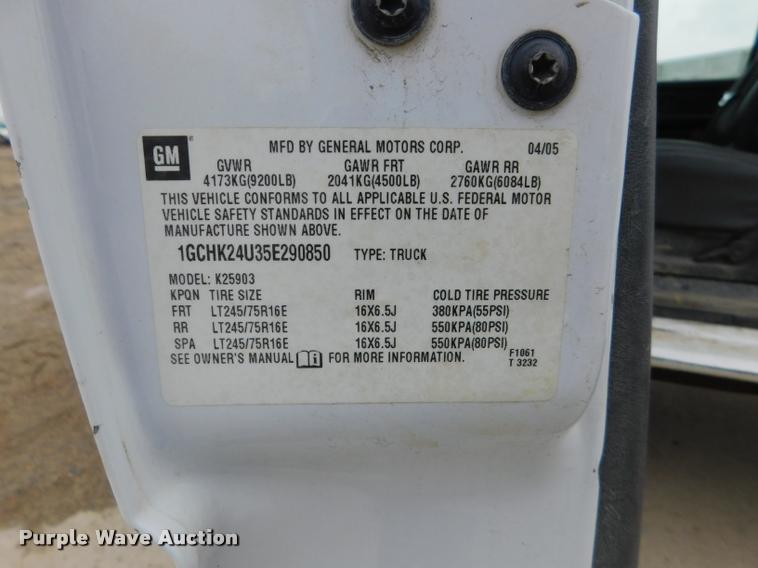 GM
MFD BY GENERAL MOTORS CORP. 04/05
GVWR GAWR FRT GAWR RR
4173KG(9200LB) 2041KG(4500LB) 2760KG(6084LB)
THIS VEHICLE CONFORMS TO ALL APPLICABLE U.S. FEDERAL MOTOR
VEHICLE SAFETY STANDARDS IN EFFECT ON THE DATE OF
MANUFACTURE SHOWN ABOVE.
1GCHK24U35E290850 TYPE: TRUCK
MODEL: K25903
KPQN TIRE SIZE RIM COLD TIRE PRESSURE
FRT LT245/75R16E 16X6.5J 380KPA(55PSI)
RR LT245/75R16E 16X6.5J 550KPA(80PSI)
SPA LT245/75R16E 16X6.5J 550KPA(80PSI)
SEE OWNER'S MANUAL FOR MORE INFORMATION.
F1061
T 3232
Purple Wave Auction